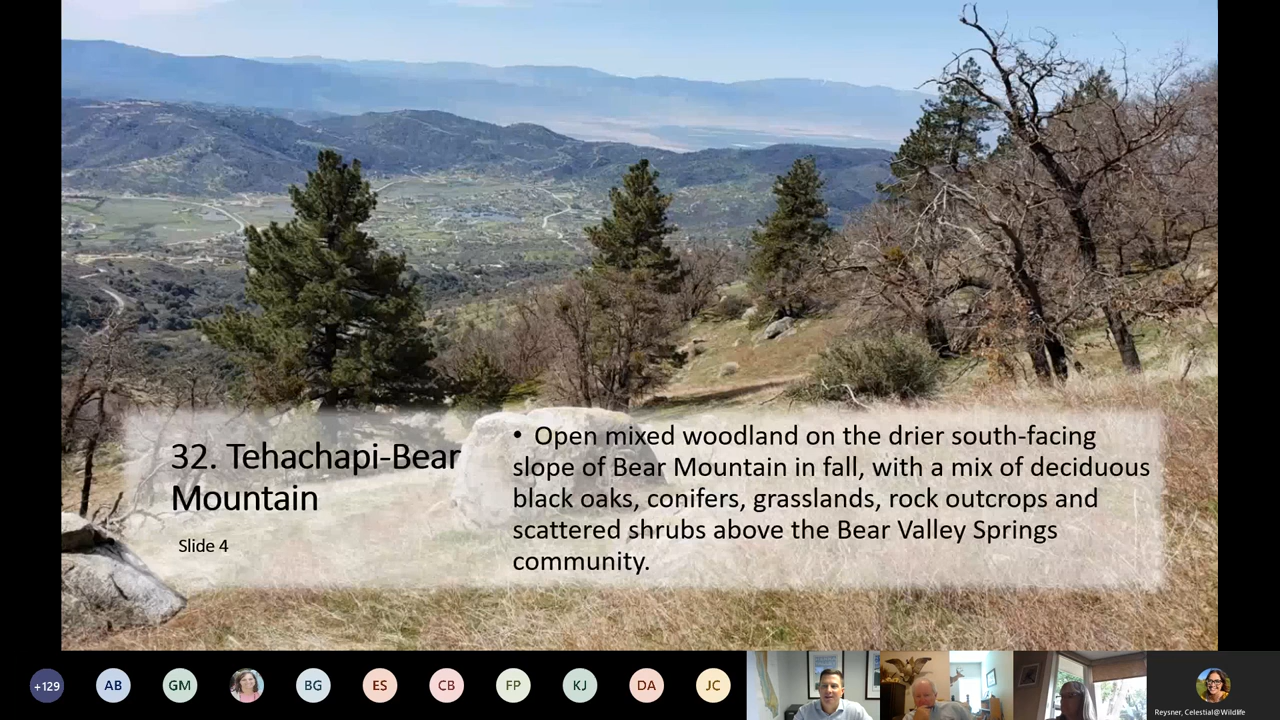 32. Tehachapi-Bear
Mountain
Slide 4
• Open mixed woodland on the drier south-facing
slope of Bear Mountain in fall, with a mix of deciduous
black oaks, conifers, grasslands, rock outcrops and
scattered shrubs above the Bear Valley Springs
community.
+129
AB
GM
BG
ES
CB
FP
KJ
DA
JC
Reysner, Celestial@Wildlife